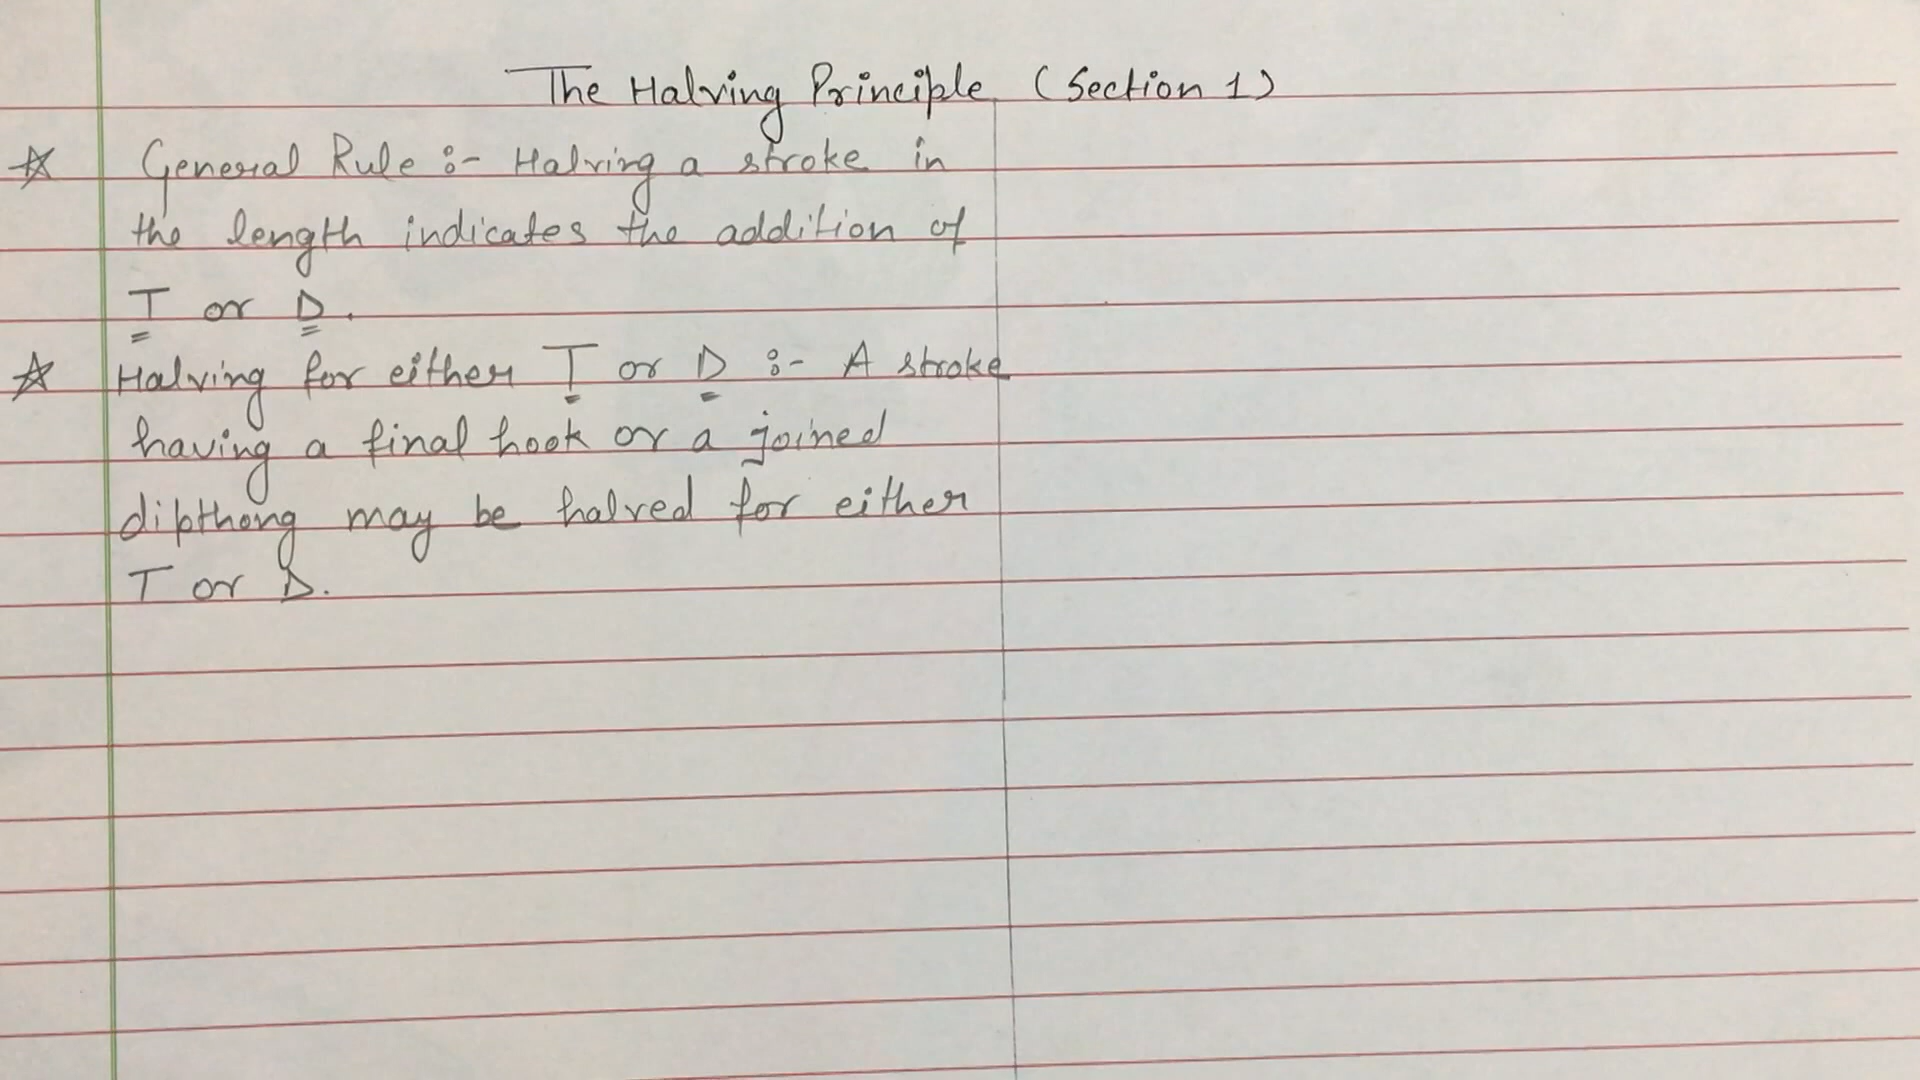 The Halving Principle (Section 1)
☆ General Rule :- Halving a stroke in
the length indicates the addition of
T or D.
☆ Halving for either T or D :- A stroke
having a final hook or a joined
dipthong may be halved for either
T or D.